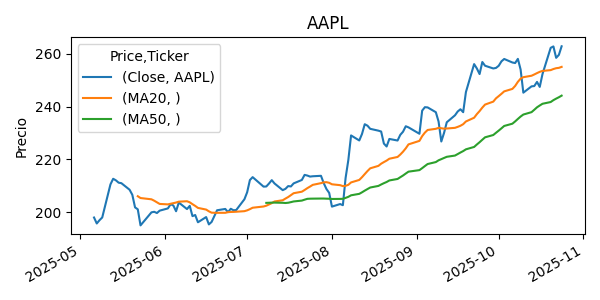 AAPL
Price,Ticker
(Close, AAPL)
(MA20, )
(MA50, )
Precio
260
240
220
200
2025-05
2025-06
2025-07
2025-08
2025-09
2025-10
2025-11